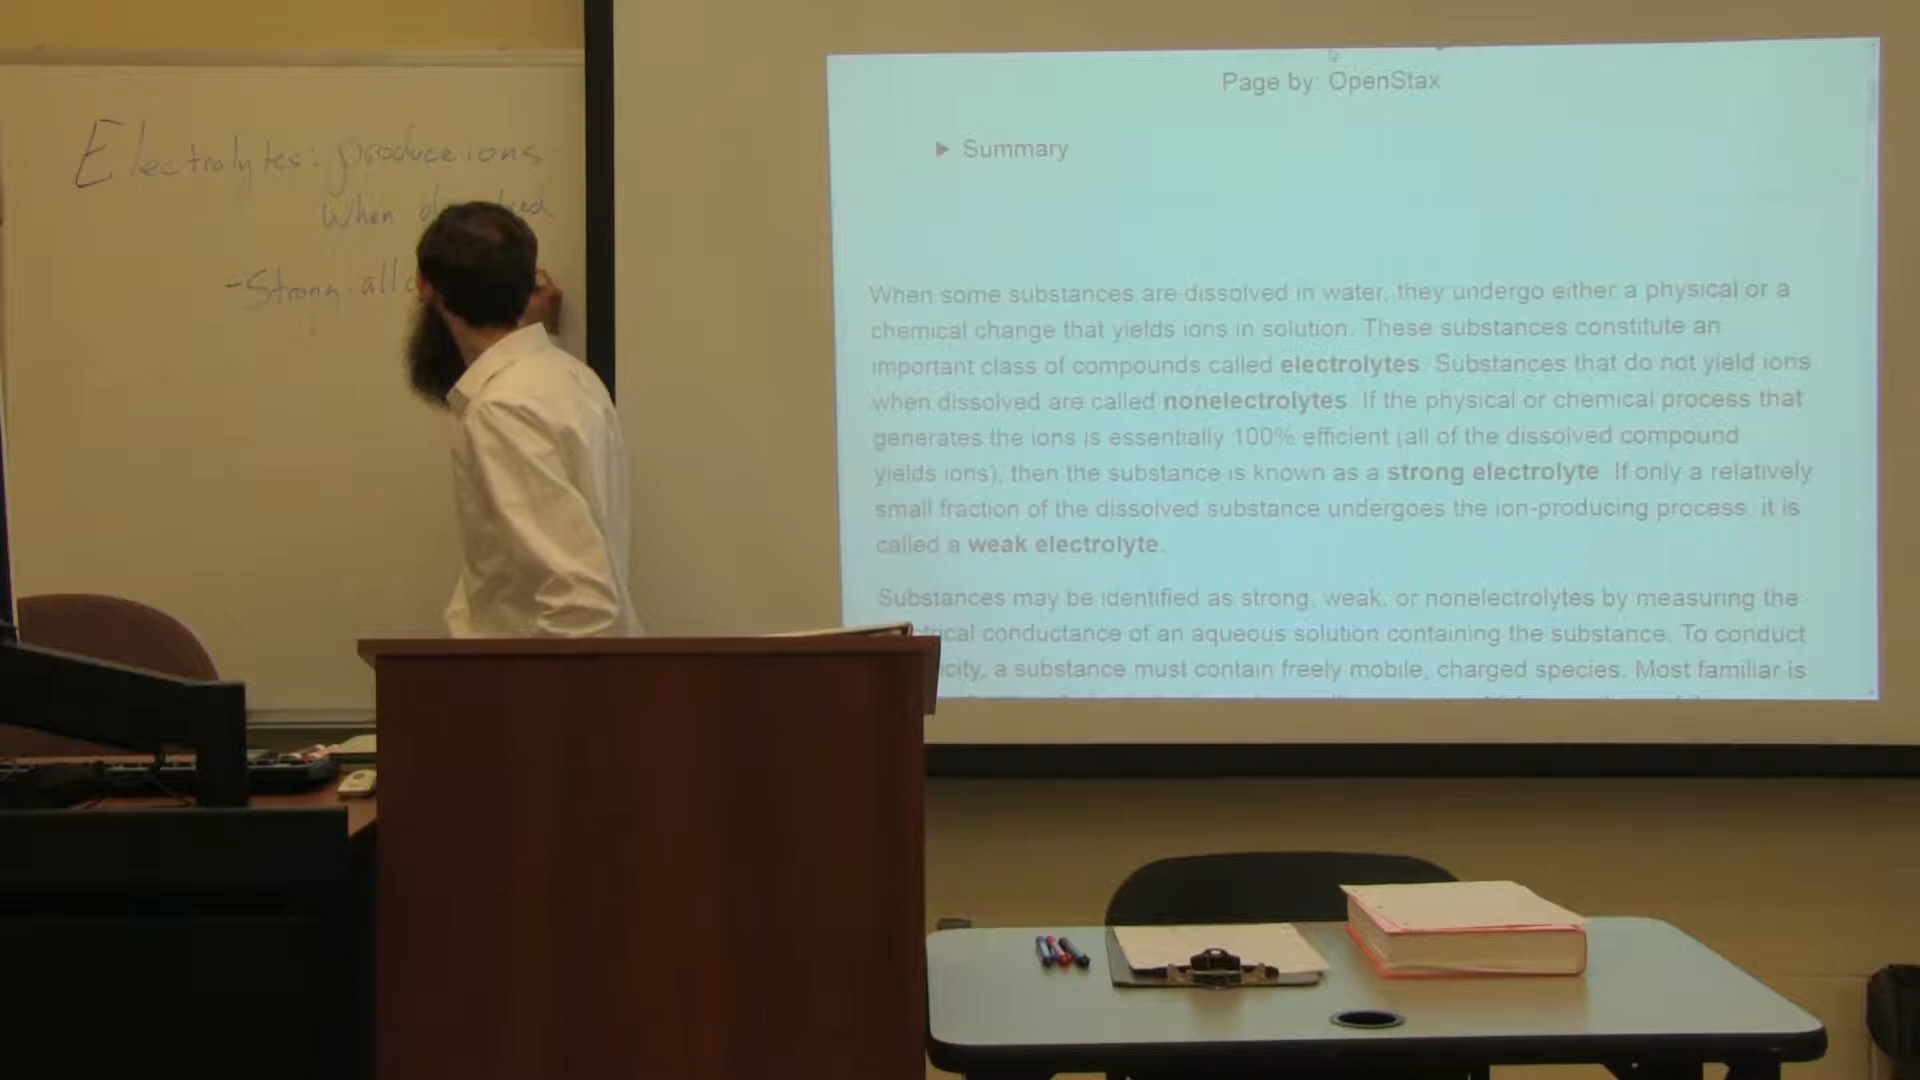 Electrolytes: produce ions
When
-Strong - all
Page by: OpenStax
▶ Summary
When some substances are dissolved in water, they undergo either a physical or a
chemical change that yields ions in solution. These substances constitute an
important class of compounds called electrolytes. Substances that do not yield ions
when dissolved are called nonelectrolytes. If the physical or chemical process that
generates the ions is essentially 100% efficient (all of the dissolved compound
yields ions), then the substance is known as a strong electrolyte. If only a relatively
small fraction of the dissolved substance undergoes the ion-producing process, it is
called a weak electrolyte.
Substances may be identified as strong, weak, or nonelectrolytes by measuring the
conductance of an aqueous solution containing the substance. To conduct
a substance must contain freely mobile, charged species. Most familiar is